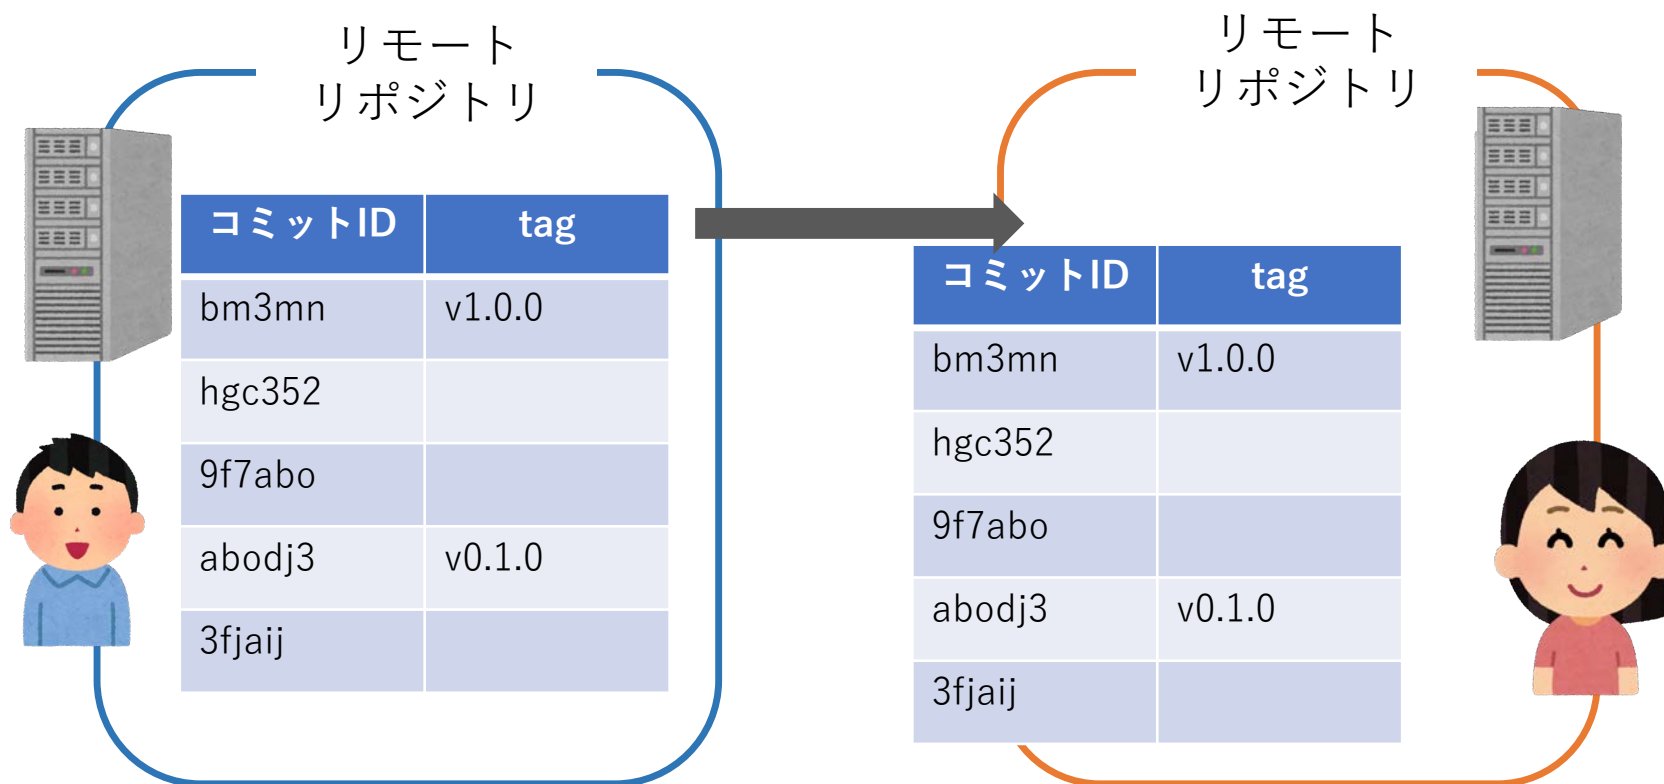 リモート
リポジトリ
コミットID tag
bm3mn v1.0.0
hgc352
9f7abo
abodj3 v0.1.0
3fjaij
リモート
リポジトリ
コミットID tag
bm3mn v1.0.0
hgc352
9f7abo
abodj3 v0.1.0
3fjaij